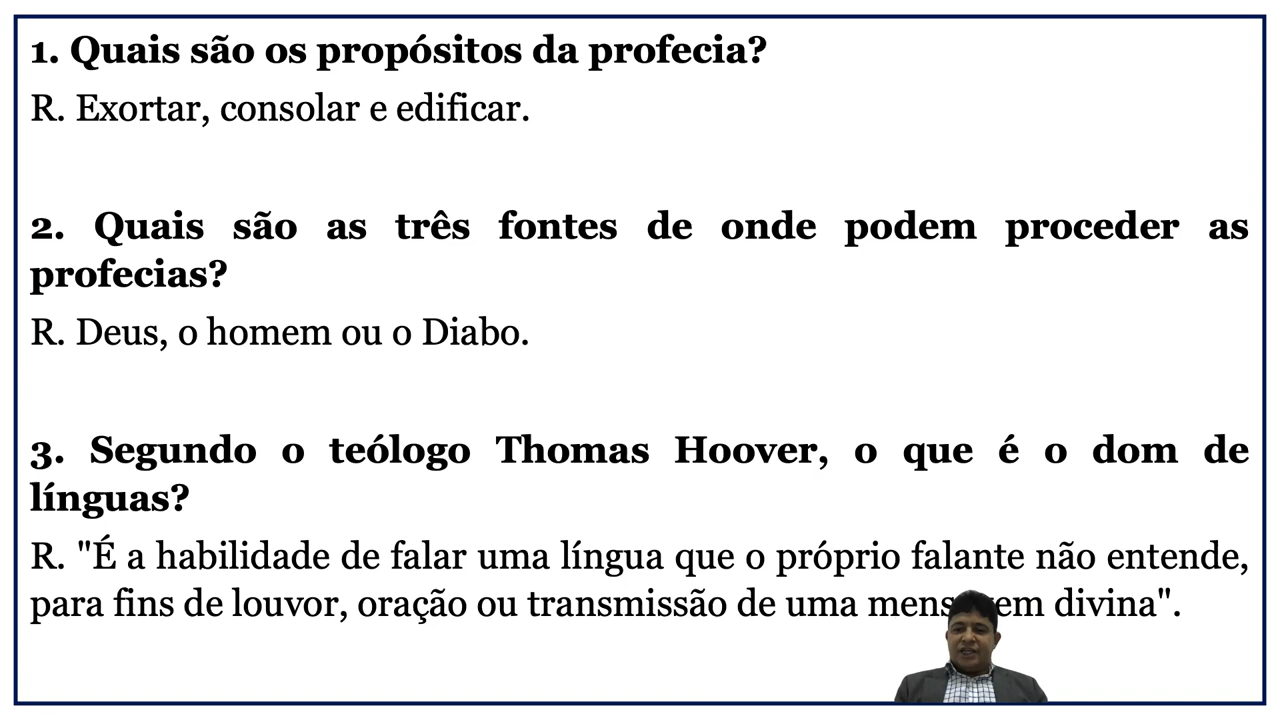 1. Quais são os propósitos da profecia?
R. Exortar, consolar e edificar.
2. Quais são as três fontes de onde podem proceder as
profecias?
R. Deus, o homem ou o Diabo.
3. Segundo o teólogo Thomas Hoover, o que é o dom de
línguas?
R. "É a habilidade de falar uma língua que o próprio falante não entende,
para fins de louvor, oração ou transmissão de uma mensagem divina".